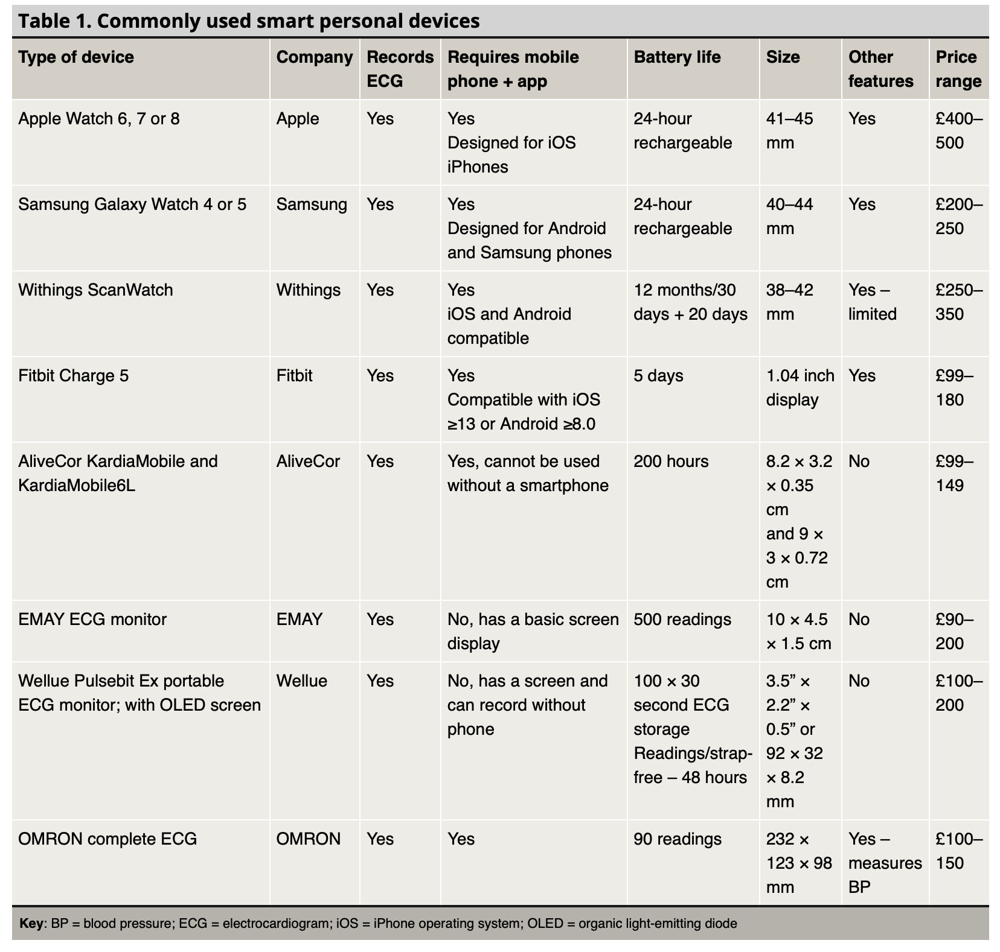 Table 1. Commonly used smart personal devices
Type of device Company Records ECG Requires mobile phone + app Battery life Size Other features Price range
Apple Watch 6, 7 or 8 Apple Yes Yes Designed for iOS iPhones 24-hour rechargeable 41–45 mm Yes £400–500
Samsung Galaxy Watch 4 or 5 Samsung Yes Yes Designed for Android and Samsung phones 24-hour rechargeable 40–44 mm Yes £200–250
Withings ScanWatch Withings Yes Yes iOS and Android compatible 12 months/30 days + 20 days 38–42 mm Yes – limited £250–350
Fitbit Charge 5 Fitbit Yes Yes Compatible with iOS ≥13 or Android ≥8.0 5 days 1.04 inch display Yes £99–180
AliveCor KardiaMobile and KardiaMobile6L AliveCor Yes Yes, cannot be used without a smartphone 200 hours 8.2 × 3.2 × 0.35 cm and 9 × 3 × 0.72 cm No £99–149
EMAY ECG monitor EMAY Yes No, has a basic screen display 500 readings 10 × 4.5 × 1.5 cm No £90–200
Wellue Pulsebit Ex portable ECG monitor; with OLED screen Wellue Yes No, has a screen and can record without phone 100 × 30 second ECG storage Readings/strap-free – 48 hours 3.5” × 2.2” × 0.5” or 92 × 32 × 8.2 mm No £100–200
OMRON complete ECG OMRON Yes Yes 90 readings 232 × 123 × 98 mm Yes – measures BP £100–150
Key: BP = blood pressure; ECG = electrocardiogram; iOS = iPhone operating system; OLED = organic light-emitting diode